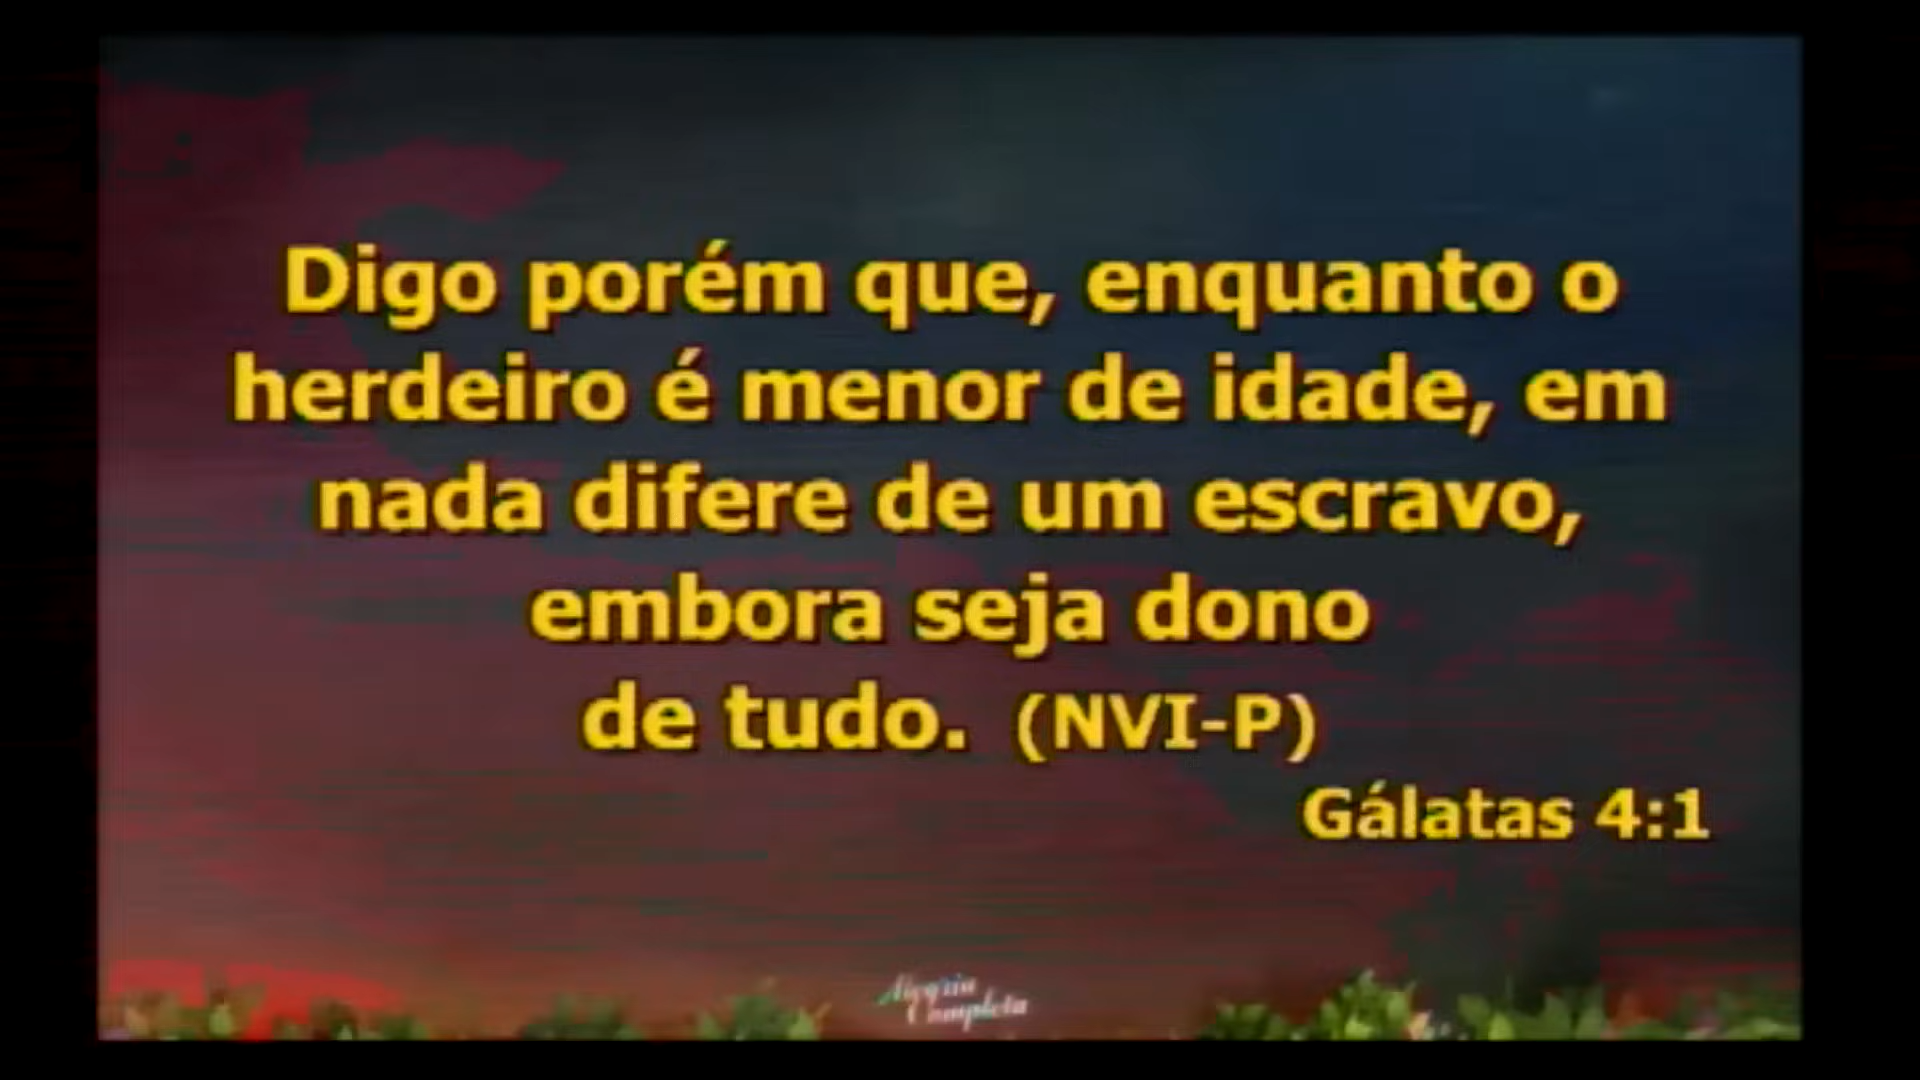 Digo porém que, enquanto o
herdeiro é menor de idade, em
nada difere de um escravo,
embora seja dono
de tudo. (NVI-P)
Gálatas 4:1
Alegria
Completa